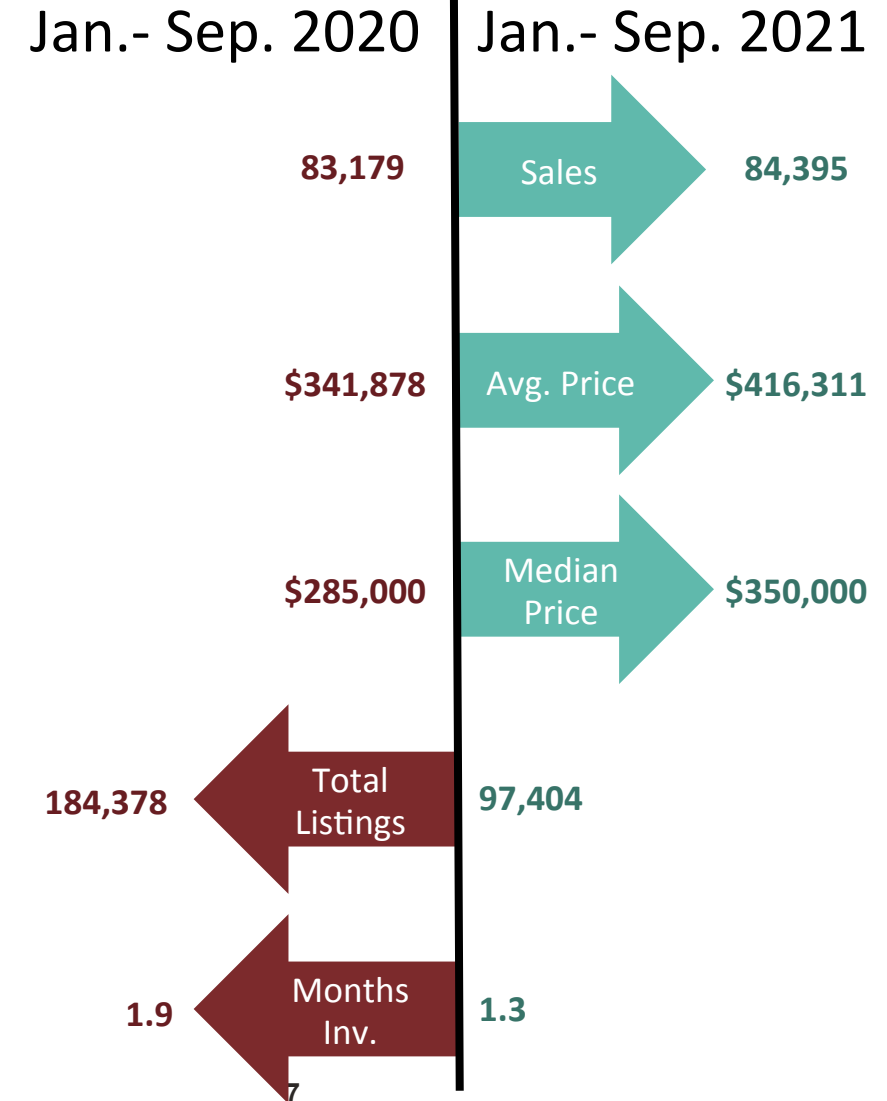 Jan.- Sep. 2020
Jan.- Sep. 2021
83,179
Sales
84,395
$341,878
Avg. Price
$416,311
$285,000
Median
Price
$350,000
184,378
Total
Listings
97,404
1.9
Months
Inv.
1.3
7